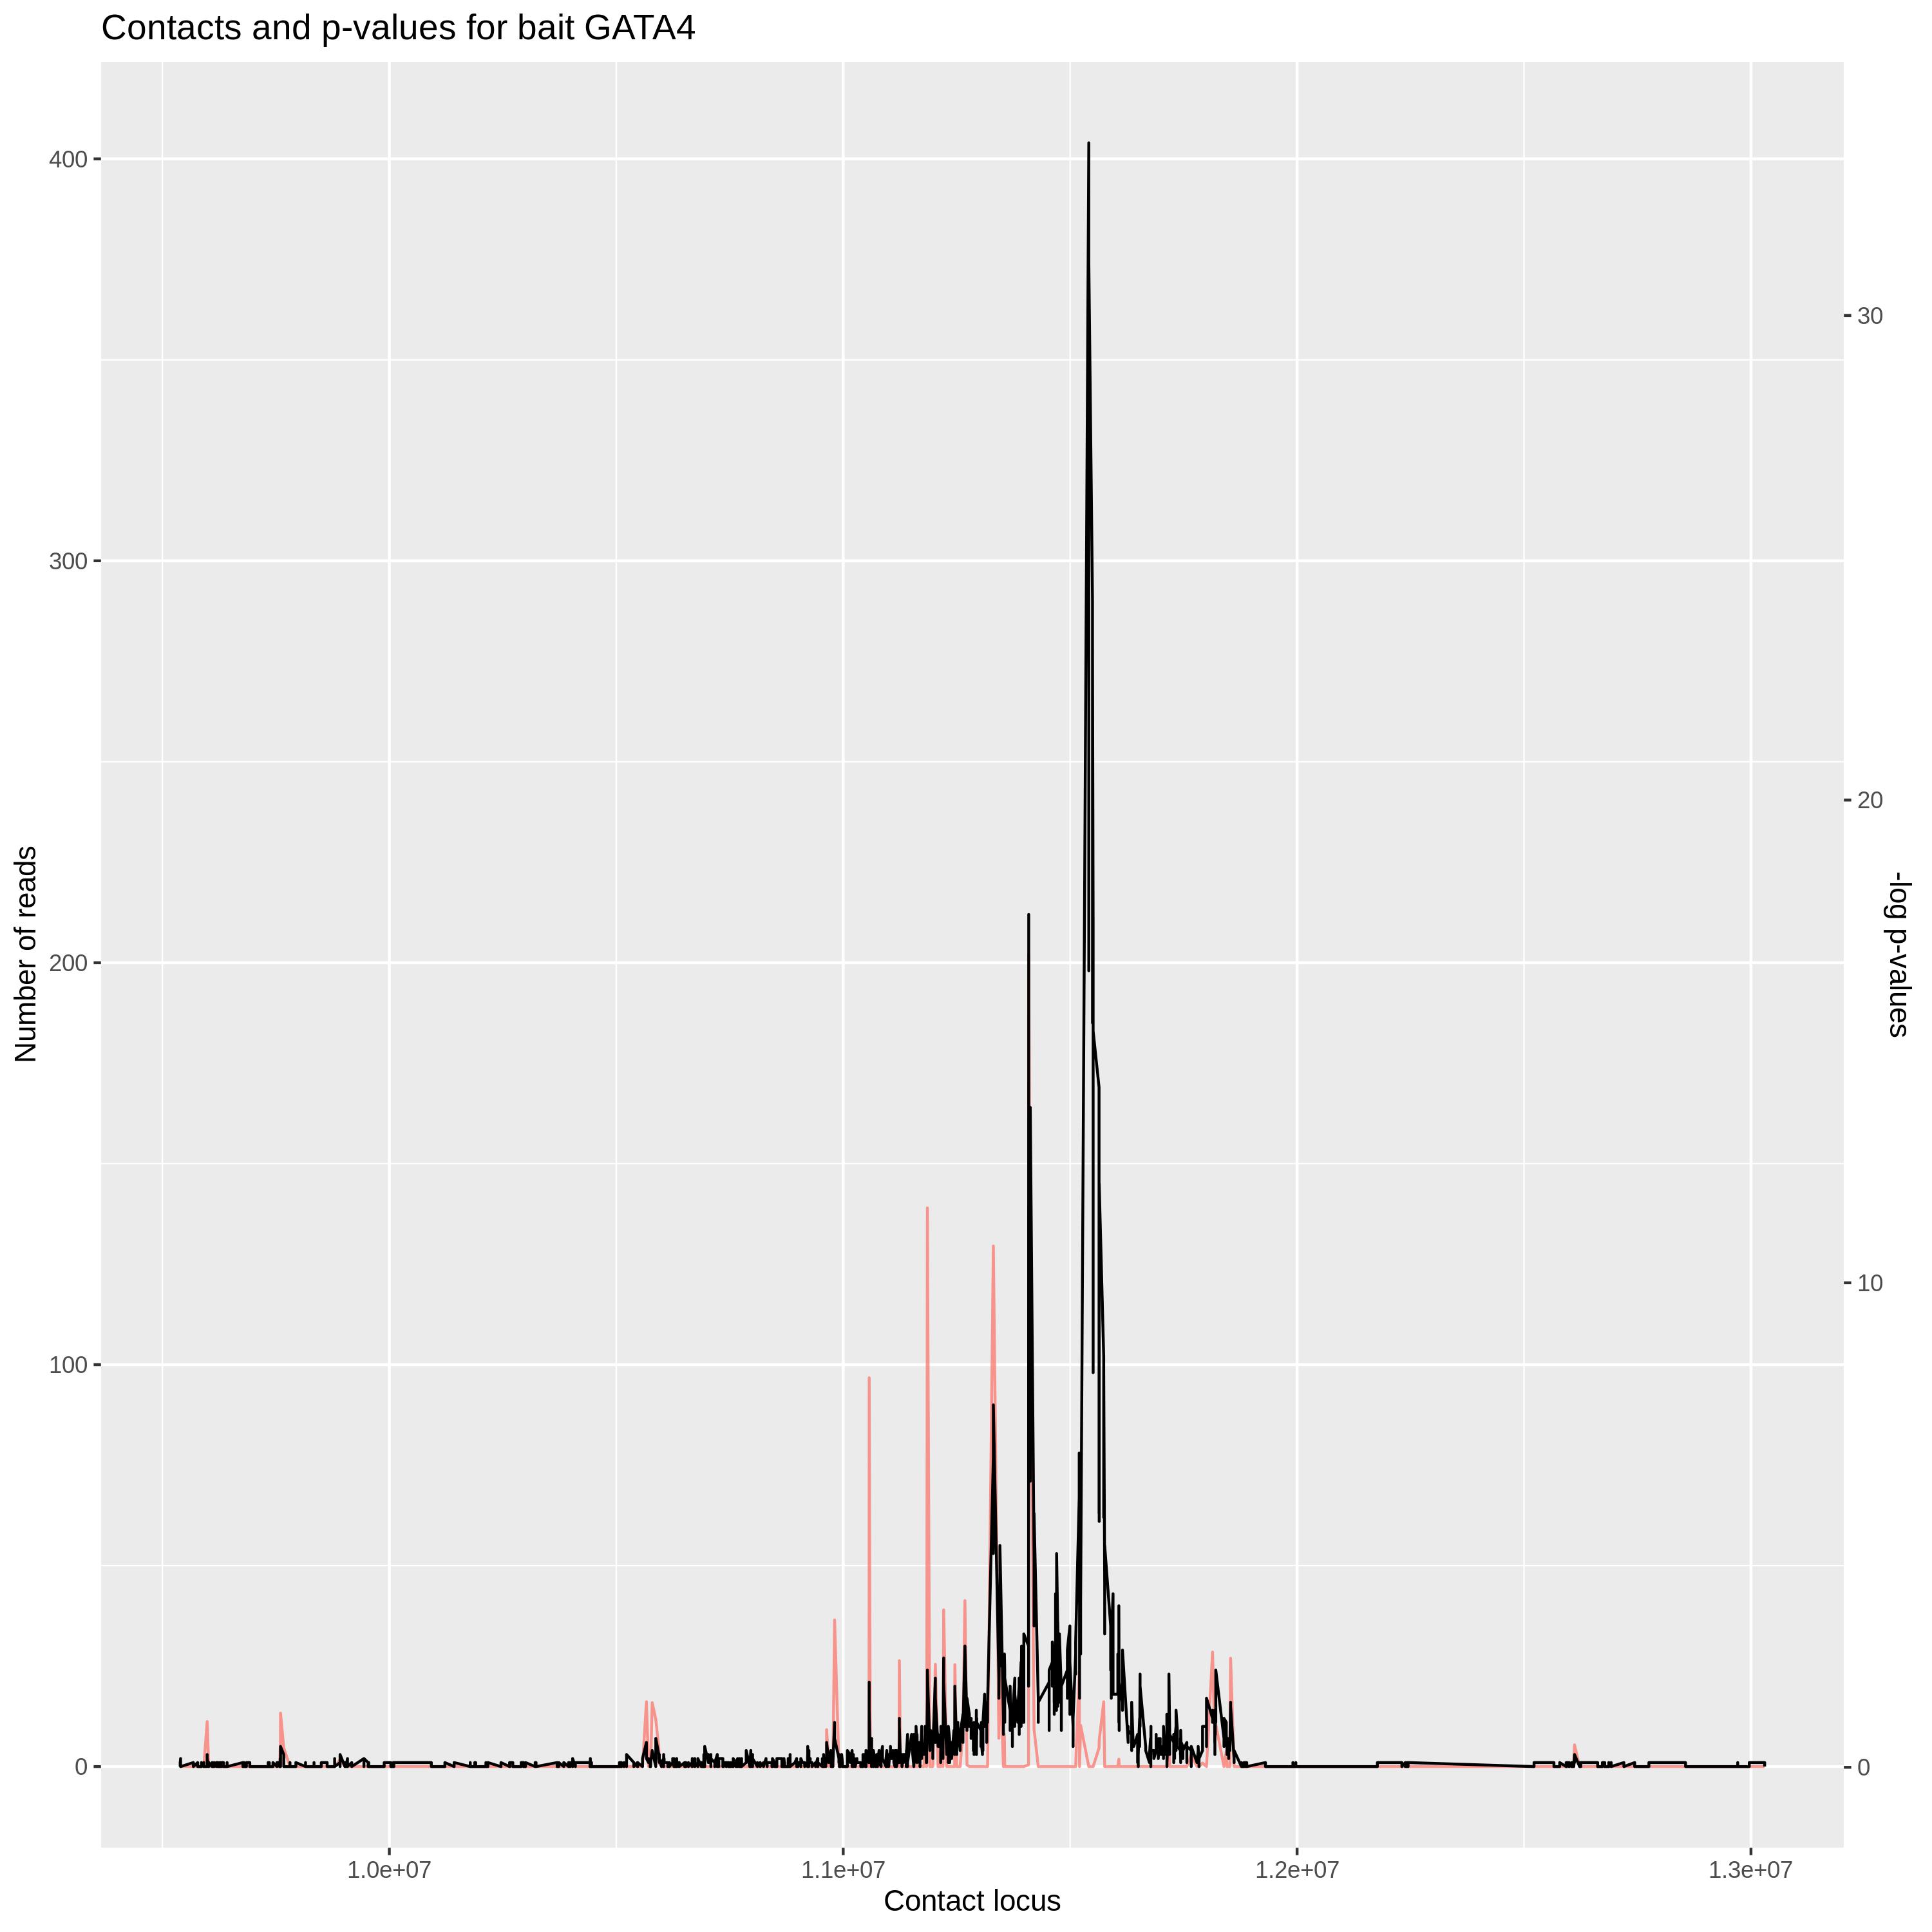 Contacts and p-values for bait GATA4
400
300
200
100
0
Number of reads
30
20
10
0
-log p-values
1.0e+07
1.1e+07
1.2e+07
1.3e+07
Contact locus